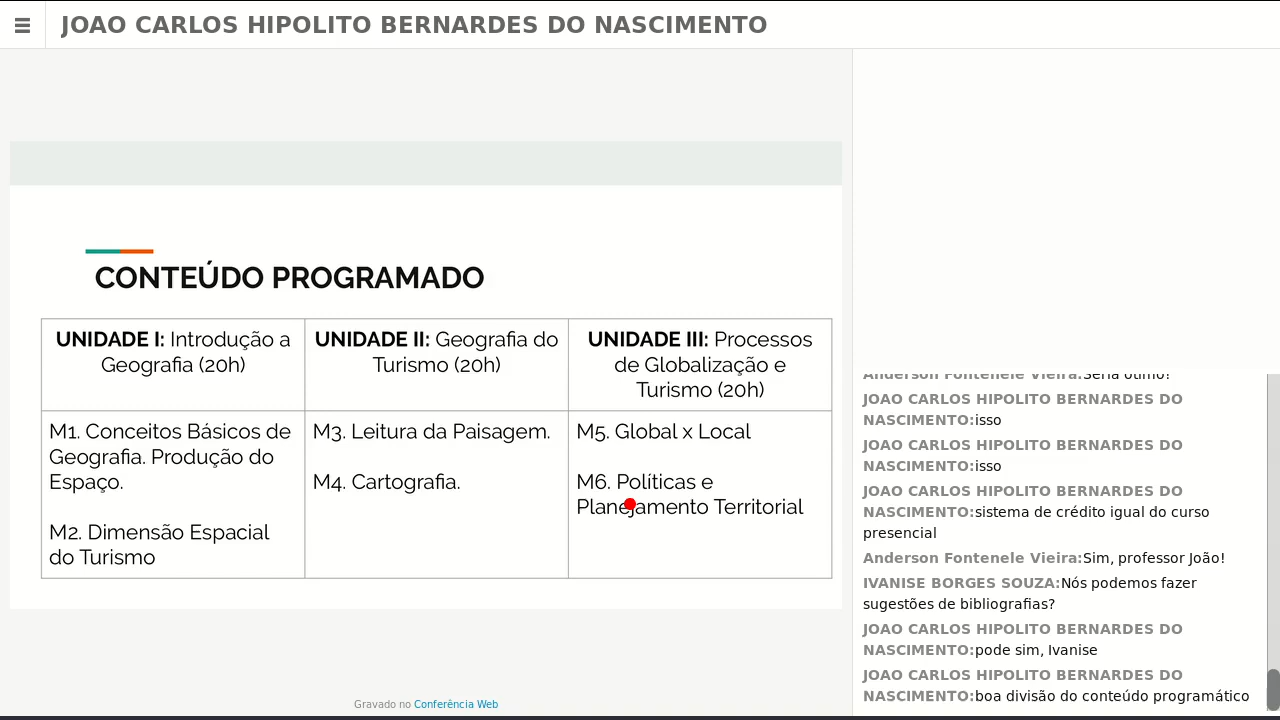 JOAO CARLOS HIPOLITO BERNARDES DO NASCIMENTO
CONTEÚDO PROGRAMADO
UNIDADE I: Introdução a
Geografia (20h)
UNIDADE II: Geografia do
Turismo (20h)
UNIDADE III: Processos
de Globalização e
Turismo (20h)
M1. Conceitos Básicos de
Geografia. Produção do
Espaço.
M2. Dimensão Espacial
do Turismo
M3. Leitura da Paisagem.
M4. Cartografia.
M5. Global x Local
M6. Políticas e
Planejamento Territorial
Anderson Fontenele Vieira:Seria ótimo!
JOAO CARLOS HIPOLITO BERNARDES DO
NASCIMENTO:isso
JOAO CARLOS HIPOLITO BERNARDES DO
NASCIMENTO:isso
JOAO CARLOS HIPOLITO BERNARDES DO
NASCIMENTO:sistema de crédito igual do curso
presencial
Anderson Fontenele Vieira:Sim, professor João!
IVANISE BORGES SOUZA:Nós podemos fazer
sugestões de bibliografias?
JOAO CARLOS HIPOLITO BERNARDES DO
NASCIMENTO:pode sim, Ivanise
JOAO CARLOS HIPOLITO BERNARDES DO
NASCIMENTO:boa divisão do conteúdo programático
Gravado no Conferência Web